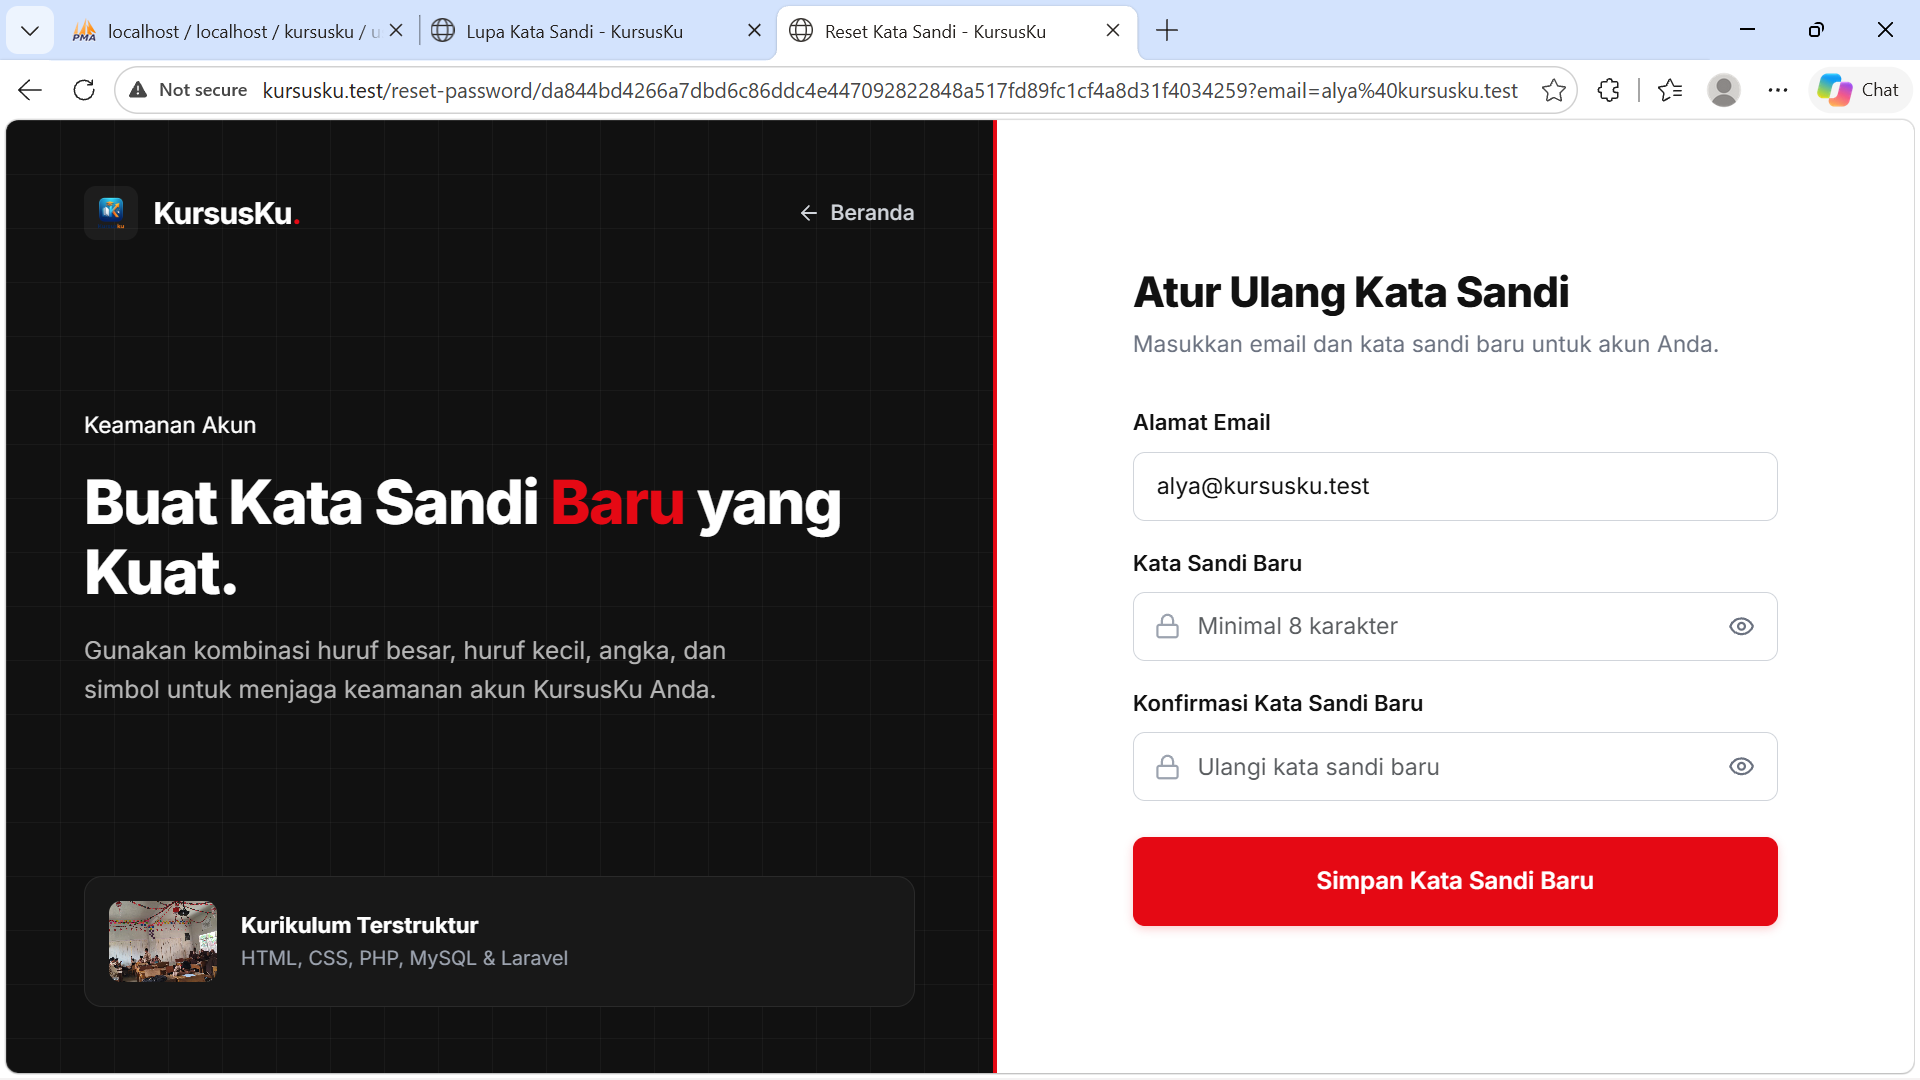 localhost / localhost / kursusku / u
Lupa Kata Sandi - KursusKu
Reset Kata Sandi - KursusKu
Not secure
kursusku.test/reset-password/da844bd4266a7dbd6c86ddc4e447092822848a517fd89fc1cf4a8d31f4034259?email=alya%40kursusku.test
Chat
KursusKu.
Beranda
Keamanan Akun
Buat Kata Sandi Baru yang
Kuat.
Gunakan kombinasi huruf besar, huruf kecil, angka, dan
simbol untuk menjaga keamanan akun KursusKu Anda.
Kurikulum Terstruktur
HTML, CSS, PHP, MySQL & Laravel
Atur Ulang Kata Sandi
Masukkan email dan kata sandi baru untuk akun Anda.
Alamat Email
alya@kursusku.test
Kata Sandi Baru
Minimal 8 karakter
Konfirmasi Kata Sandi Baru
Ulangi kata sandi baru
Simpan Kata Sandi Baru